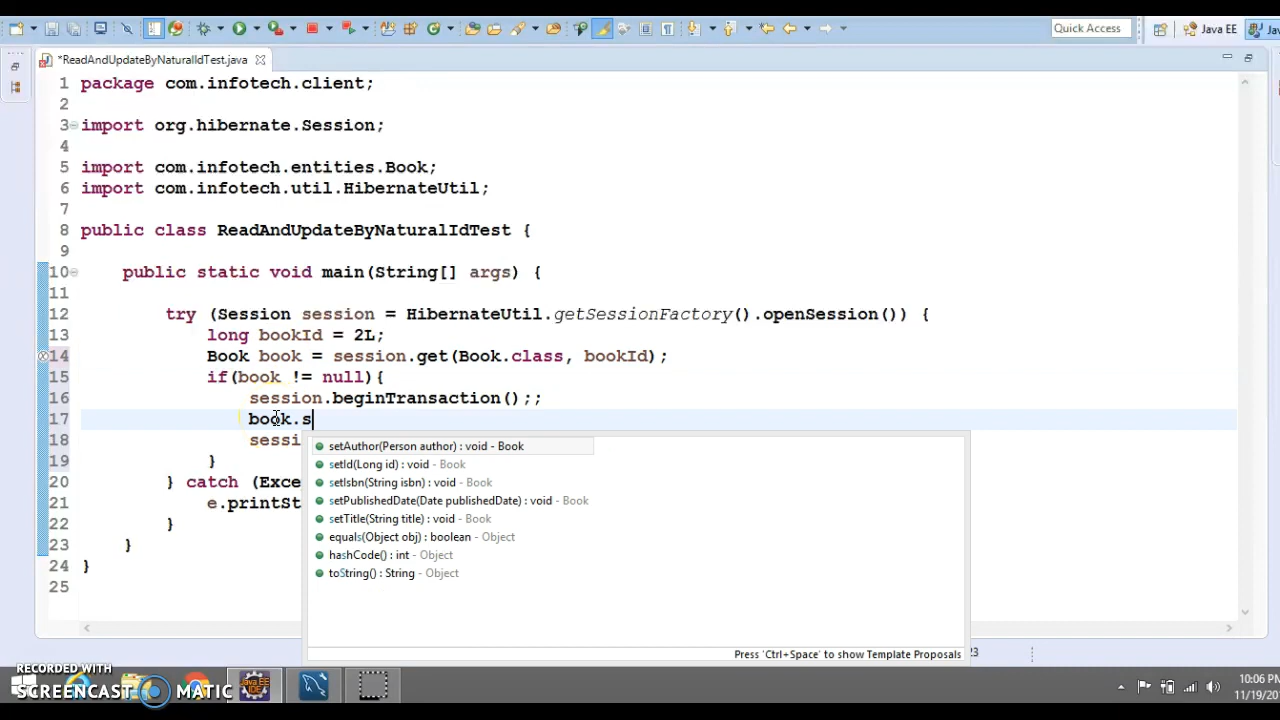 Quick Access
Java EE
Jav
*ReadAndUpdateByNaturalIdTest.java
1 package com.infotech.client;
2
3 import org.hibernate.Session;
4
5 import com.infotech.entities.Book;
6 import com.infotech.util.HibernateUtil;
7
8 public class ReadAndUpdateByNaturalIdTest {
9
10 public static void main(String[] args) {
11
12 try (Session session = HibernateUtil.getSessionFactory().openSession()) {
13 long bookId = 2L;
14 Book book = session.get(Book.class, bookId);
15 if(book != null){
16 session.beginTransaction();;
17 book.s
18 sessi
19 }
20 } catch (Exce
21 e.printSt
22 }
23 }
24 }
25
setAuthor(Person author) : void - Book
setId(Long id) : void - Book
setIsbn(String isbn) : void - Book
setPublishedDate(Date publishedDate) : void - Book
setTitle(String title) : void - Book
equals(Object obj) : boolean - Object
hashCode() : int - Object
toString() : String - Object
Press 'Ctrl+Space' to show Template Proposals
23
RECORDED WITH
SCREENCAST MATIC
Java EE IDE
10:06 PM
11/19/201